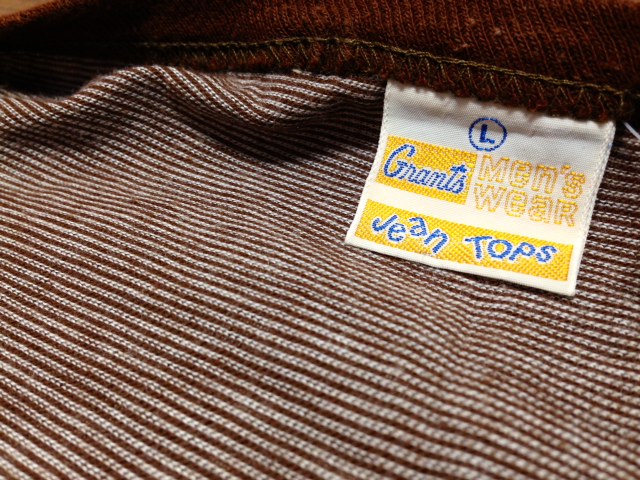 L
Grants Men's
wear
Jean TOPS